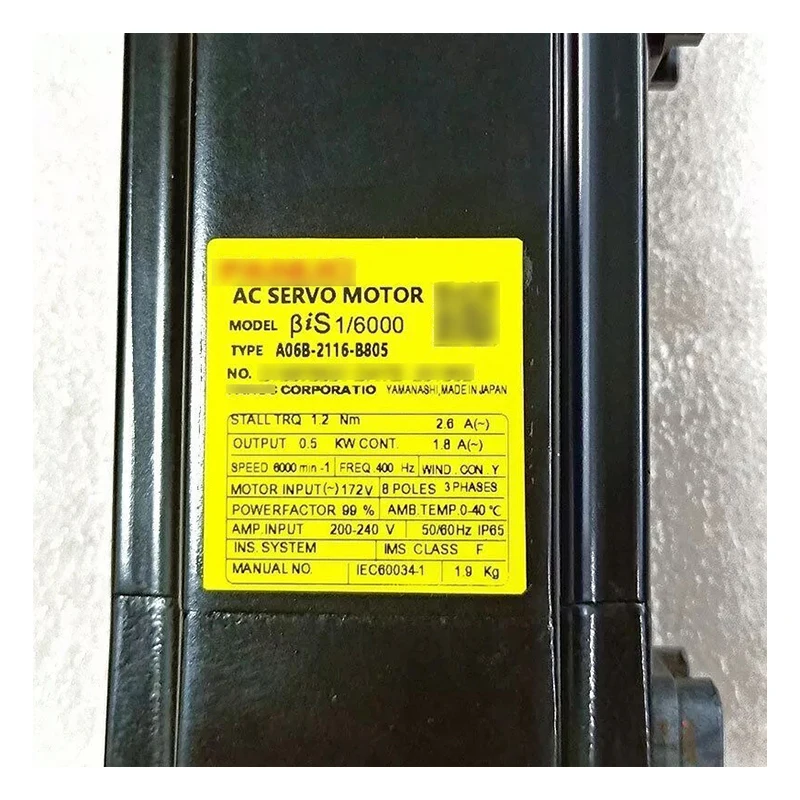 AC SERVO MOTOR
MODEL βiS 1/6000
TYPE A06B-2116-B805
NO.
CORPORATIO YAMANASHI,MADE IN JAPAN
STALL TRQ 1.2 Nm 2.6 A(~)
OUTPUT 0.5 KW CONT. 1.8 A(~)
SPEED 6000 min -1 FREQ.400 Hz WIND.CON.Y
MOTOR INPUT(~)172V 8 POLES 3 PHASES
POWERFACTOR 99 % AMB.TEMP.0-40 ℃
AMP.INPUT 200-240 V 50/60Hz IP65
INS. SYSTEM IMS CLASS F
MANUAL NO. IEC60034-1 1.9 Kg